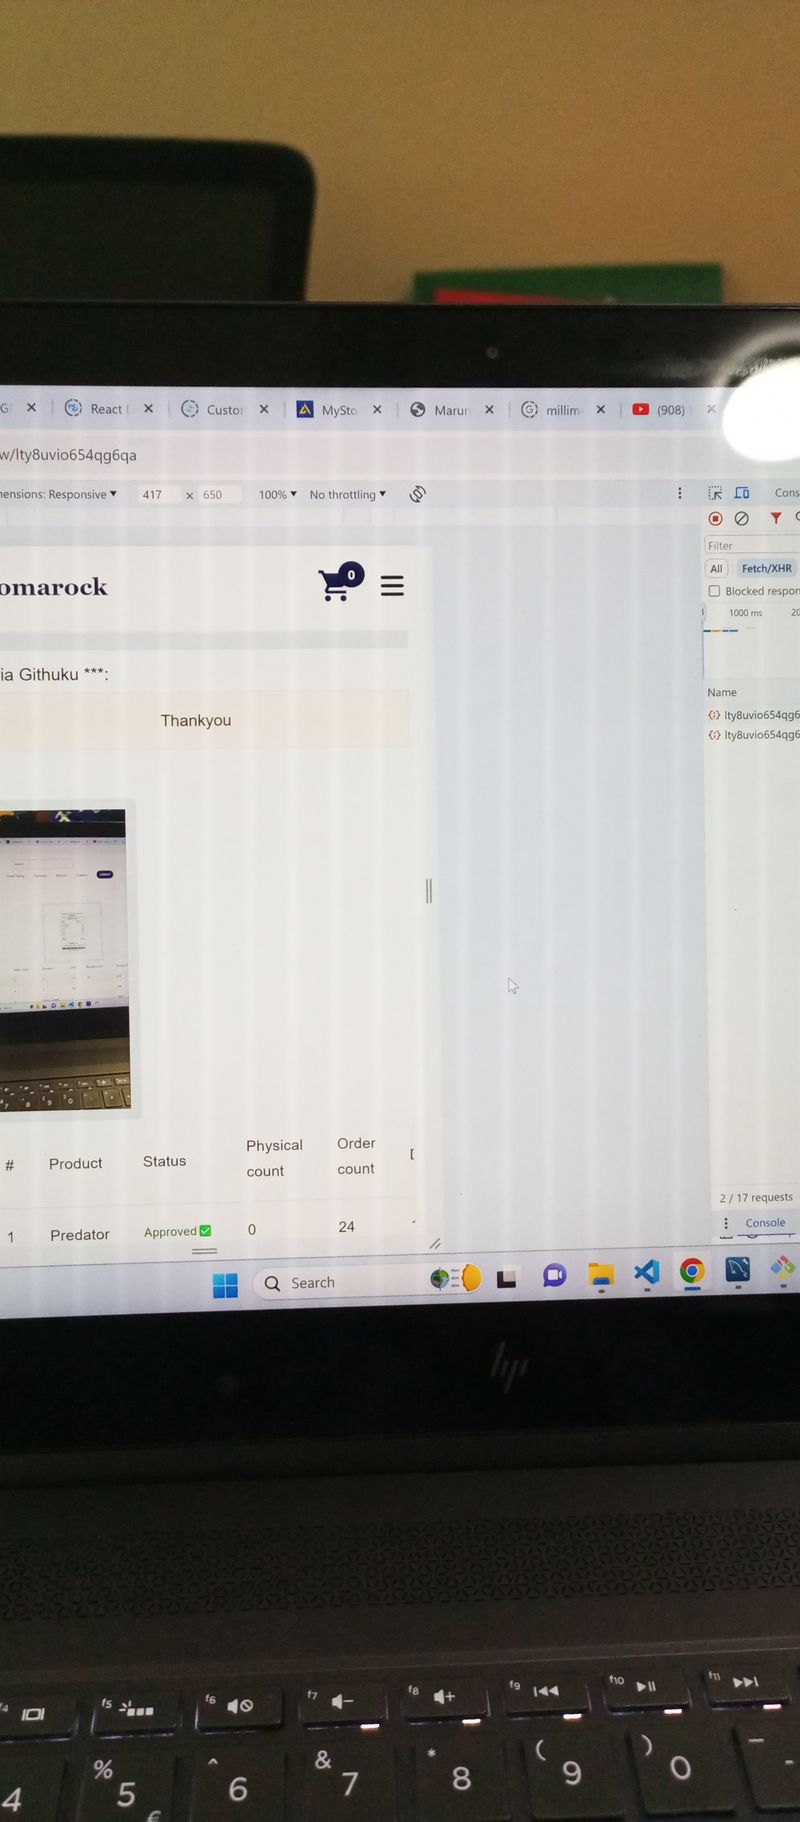 React
Custor
MySto
Marur
millim
(908)
w/lty8uvio654qg6qa
ensions: Responsive
417 × 650
100%
No throttling
Cons
Filter
omarock
0
All
Fetch/XHR
Blocked respon
1000 ms
20
ia Githuku ***:
Thankyou
Name
lty8uvio654qg6
lty8uvio654qg6
# Product Status Physical count Order count
1 Predator Approved 0 24
2 / 17 requests
Console
Search
hp
f4 f5 f6 f7 f8 f9 f10 f11
% ^ & * ( ) –
4 5 6 7 8 9 0 -
€